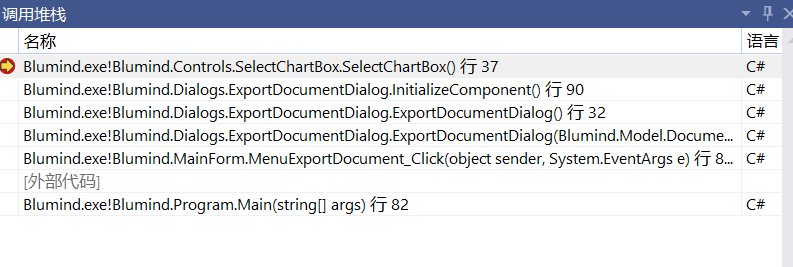 调用堆栈
名称 语言
Blumind.exe!Blumind.Controls.SelectChartBox.SelectChartBox() 行 37 C#
Blumind.exe!Blumind.Dialogs.ExportDocumentDialog.InitializeComponent() 行 90 C#
Blumind.exe!Blumind.Dialogs.ExportDocumentDialog.ExportDocumentDialog() 行 32 C#
Blumind.exe!Blumind.Dialogs.ExportDocumentDialog.ExportDocumentDialog(Blumind.Model.Docume... C#
Blumind.exe!Blumind.MainForm.MenuExportDocument_Click(object sender, System.EventArgs e) 行 8... C#
[外部代码]
Blumind.exe!Blumind.Program.Main(string[] args) 行 82 C#